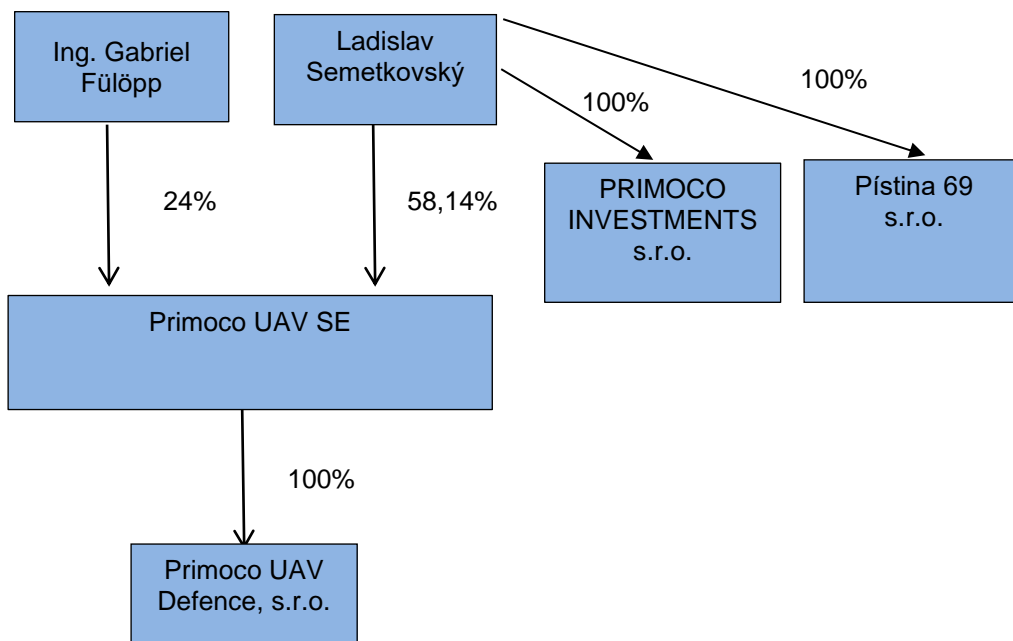 Ing. Gabriel
Fülöpp
Ladislav
Semetkovský
100%
100%
24%
58,14%
PRIMOCO
INVESTMENTS
s.r.o.
Pístina 69
s.r.o.
Primoco UAV SE
100%
Primoco UAV
Defence, s.r.o.